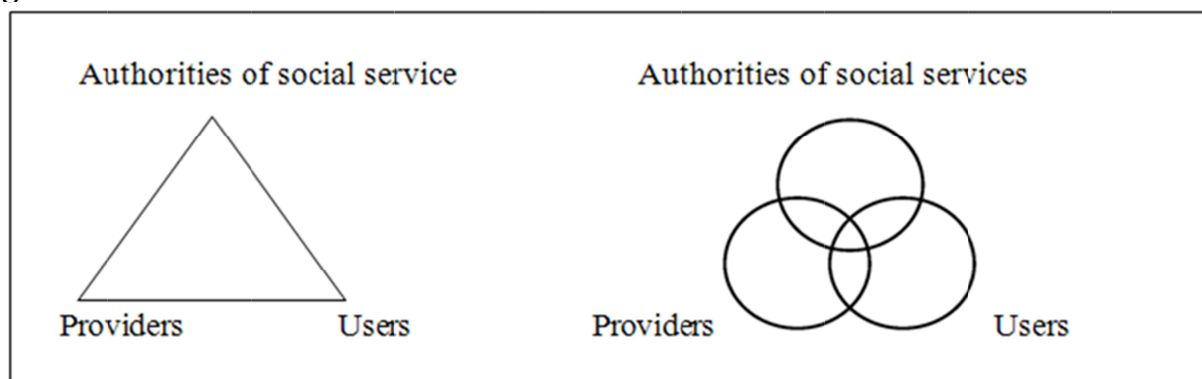 Authorities of social service
Authorities of social services
Providers
Users
Providers
Users